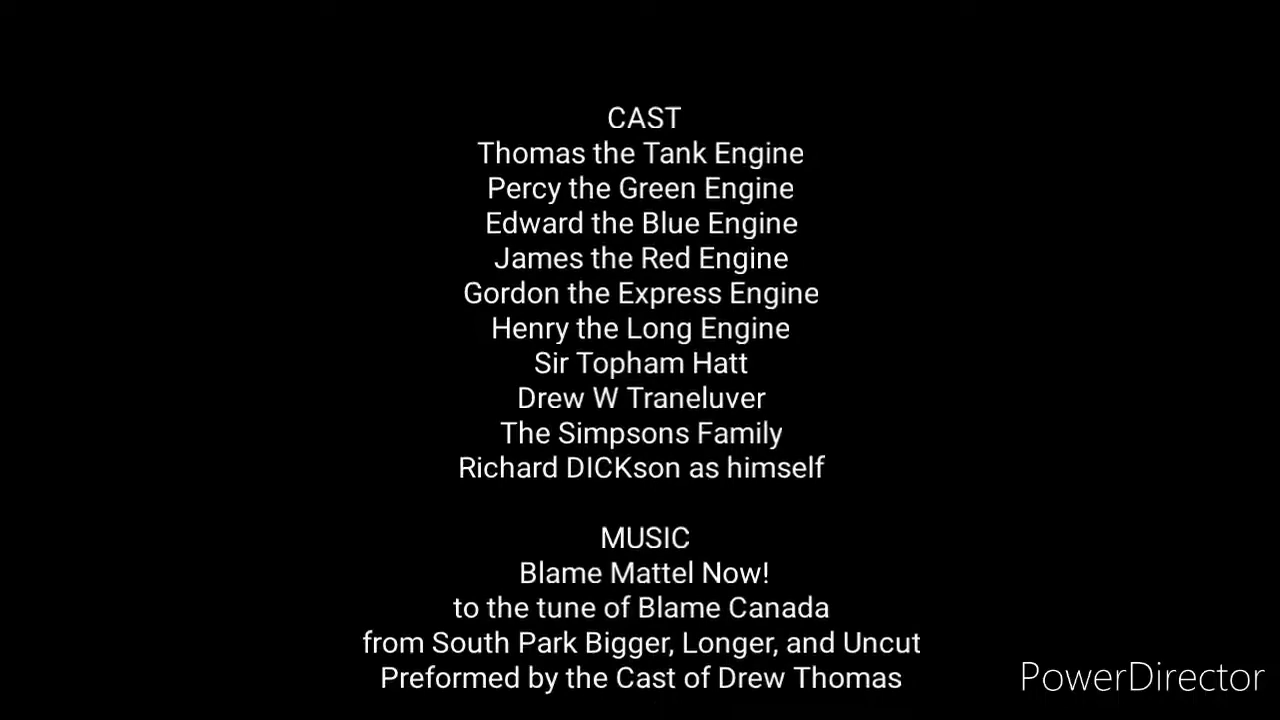 CAST
Thomas the Tank Engine
Percy the Green Engine
Edward the Blue Engine
James the Red Engine
Gordon the Express Engine
Henry the Long Engine
Sir Topham Hatt
Drew W Traneluver
The Simpsons Family
Richard DICKson as himself
MUSIC
Blame Mattel Now!
to the tune of Blame Canada
from South Park Bigger, Longer, and Uncut
Preformed by the Cast of Drew Thomas
PowerDirector